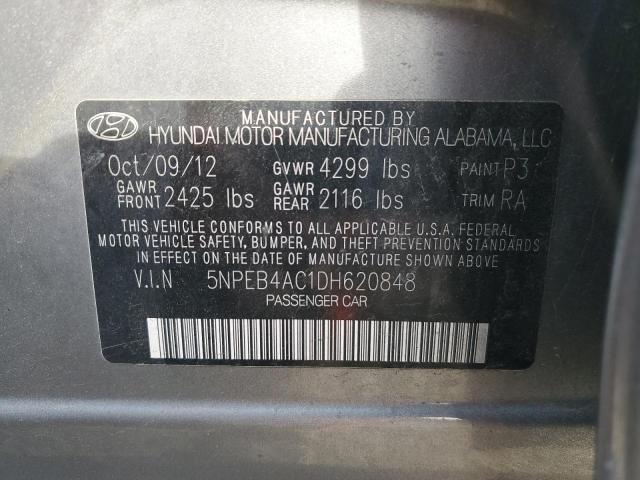 MANUFACTURED BY
HYUNDAI MOTOR MANUFACTURING ALABAMA, LLC
Oct/09/12 GVWR 4299 lbs PAINT P3
GAWR FRONT 2425 lbs GAWR REAR 2116 lbs TRIM RA
THIS VEHICLE CONFORMS TO ALL APPLICABLE U.S.A. FEDERAL
MOTOR VEHICLE SAFETY, BUMPER, AND THEFT PREVENTION
STANDARDS IN EFFECT ON THE
DATE OF MANUFACTURE SHOWN ABOVE
V.I.N 5NPEB4AC1DH620848
PASSENGER CAR